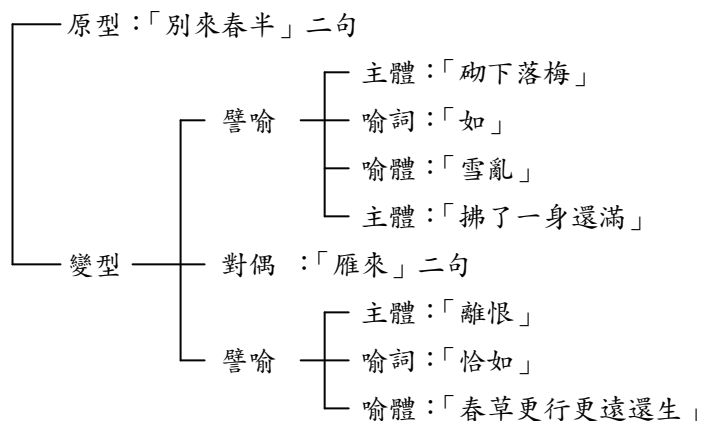 原型：「別來春半」二句
主體：「砌下落梅」
譬喻
喻詞：「如」
喻體：「雪亂」
主體：「拂了一身還滿」
變型
對偶：「雁來」二句
主體：「離恨」
譬喻
喻詞：「恰如」
喻體：「春草更行更遠還生」